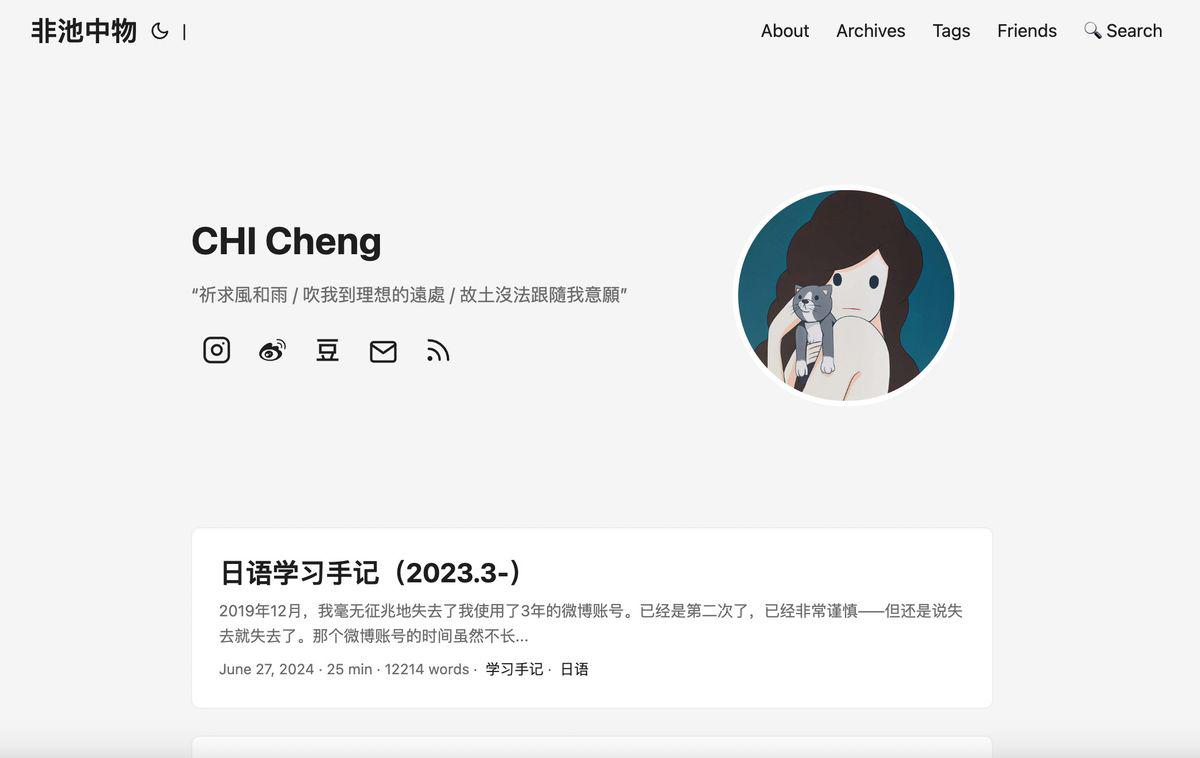 非池中物 |
About Archives Tags Friends 🔍 Search
CHI Cheng
“祈求風和雨 / 吹我到理想的遠處 / 故土沒法跟隨我意願”
豆
日语学习手记（2023.3-）
2019年12月，我毫无征兆地失去了我使用了3年的微博账号。已经是第二次了，已经非常谨慎——但还是说失
去就失去了。那个微博账号的时间虽然不长...
June 27, 2024 · 25 min · 12214 words · 学习手记 · 日语